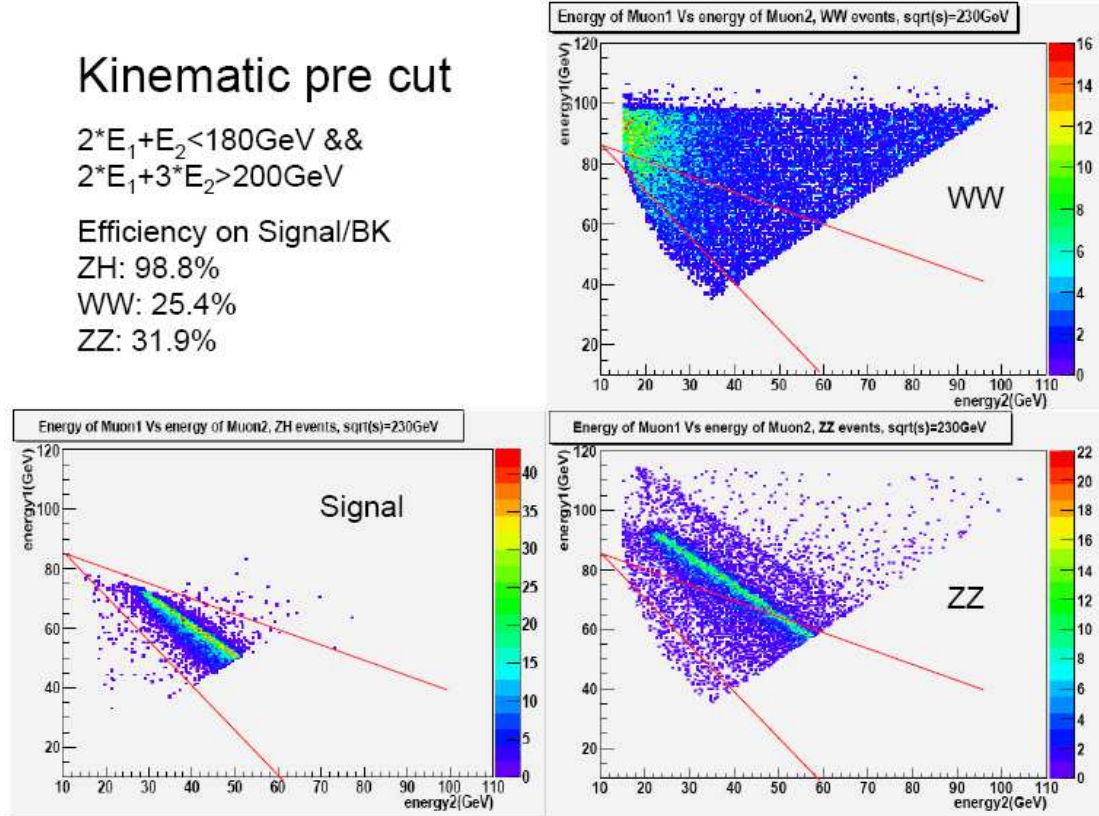 Kinematic pre cut
2*E1+E2<180GeV &&
2*E1+3*E2>200GeV
Efficiency on Signal/BK
ZH: 98.8%
WW: 25.4%
ZZ: 31.9%
Energy of Muon1 Vs energy of Muon2, WW events, sqrt(s)=230GeV
energy1(GeV)
120
100
80
60
40
20
WW
10 20 30 40 50 60 70 80 90 100 110
energy2(GeV)
16
14
12
10
8
6
4
2
0
Energy of Muon1 Vs energy of Muon2, ZH events, sqrt(s)=230GeV
energy1(GeV)
120
100
80
60
40
20
Signal
10 20 30 40 50 60 70 80 90 100 110
energy2(GeV)
40
35
30
25
20
15
10
5
0
Energy of Muon1 Vs energy of Muon2, ZZ events, sqrt(s)=230GeV
energy1(GeV)
120
100
80
60
40
20
ZZ
10 20 30 40 50 60 70 80 90 100 110
energy2(GeV)
22
20
18
16
14
12
10
8
6
4
2
0